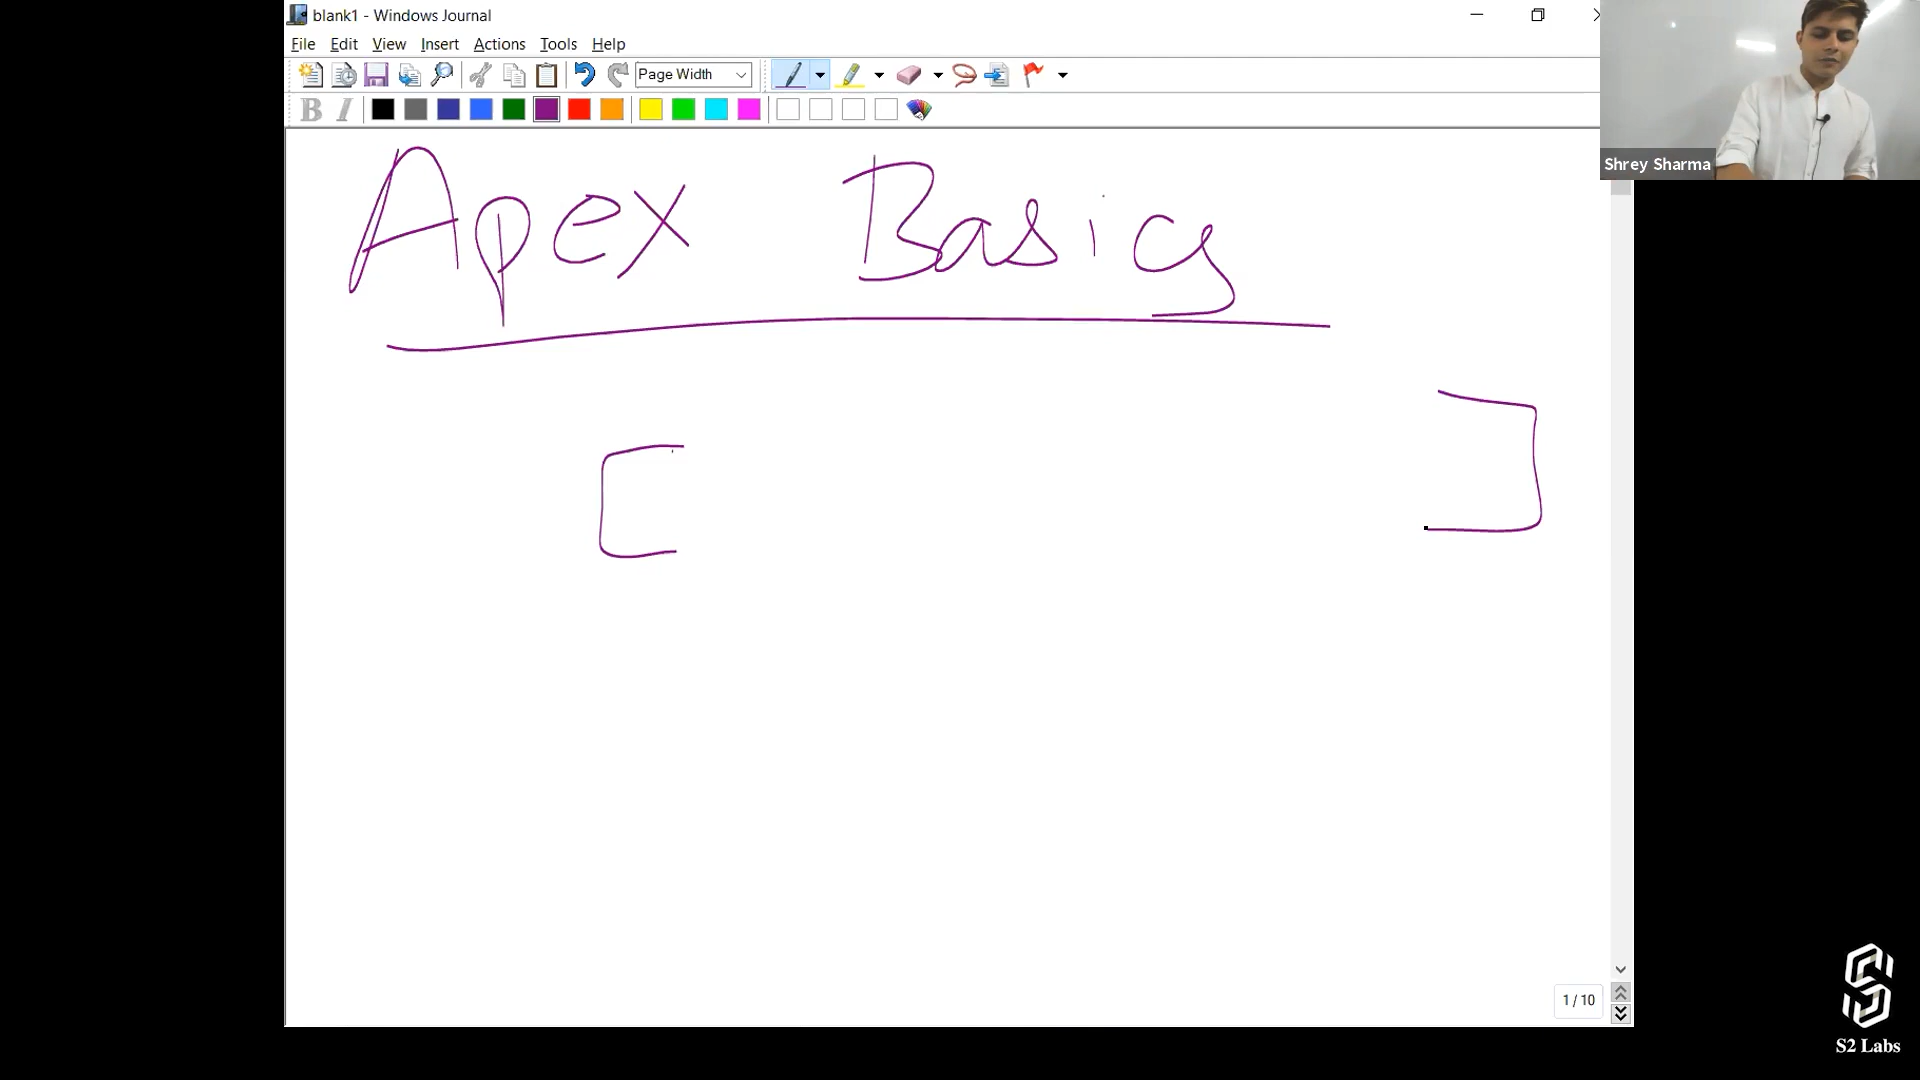 blank1 - Windows Journal
File Edit View Insert Actions Tools Help
Page Width
B I
Shrey Sharma
Apex Basics
[ ]
1 / 10
S2 Labs